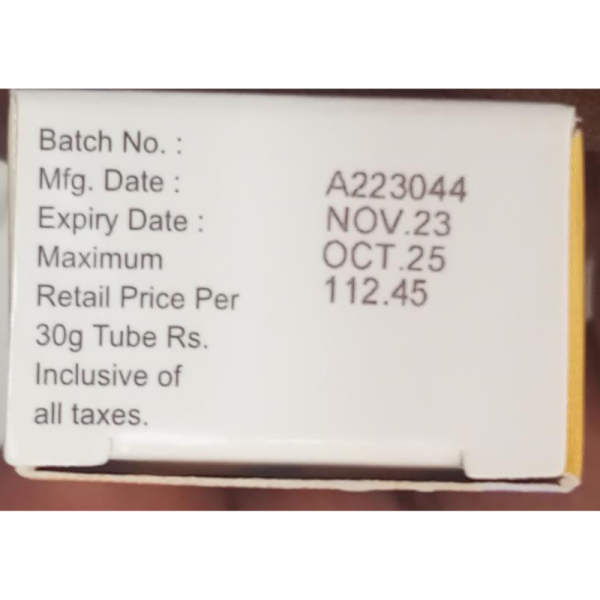 Batch No. :
Mfg. Date : A223044
Expiry Date : NOV.23
Maximum OCT.25
Retail Price Per 112.45
30g Tube Rs.
Inclusive of
all taxes.